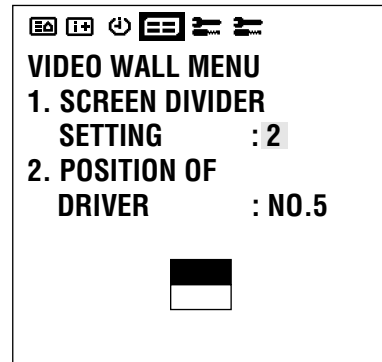 VIDEO WALL MENU
1. SCREEN DIVIDER
SETTING : 2
2. POSITION OF
DRIVER : NO.5